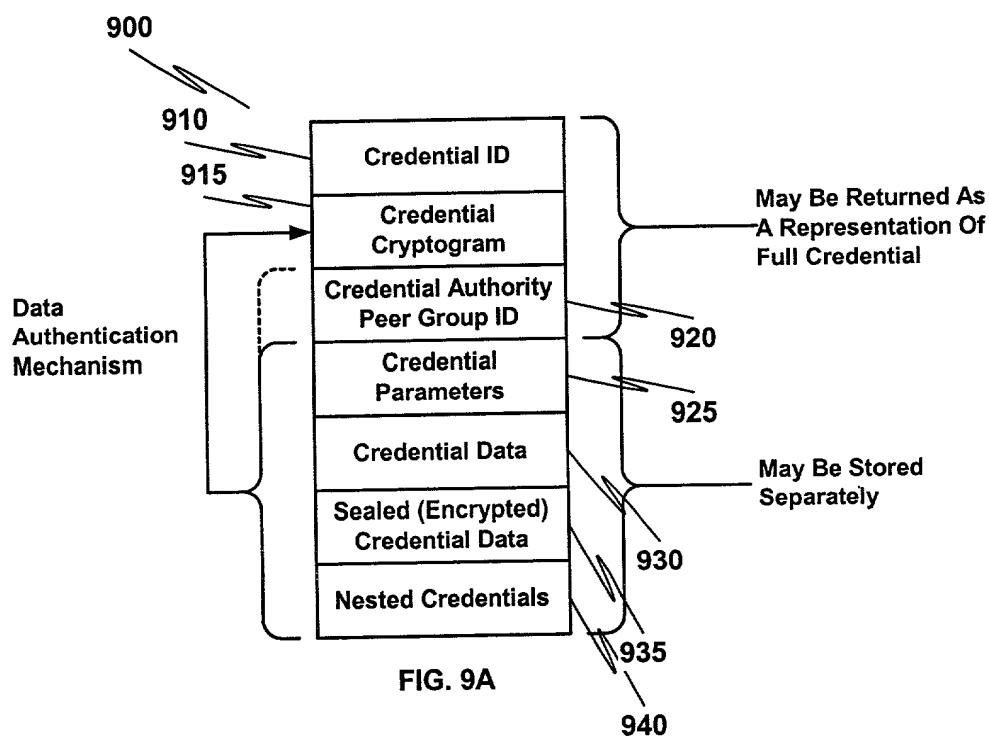 900
910
915
Credential ID
Credential
Cryptogram
Credential Authority
Peer Group ID
Credential
Parameters
Credential Data
Sealed (Encrypted)
Credential Data
Nested Credentials
Data
Authentication
Mechanism
May Be Returned As
A Representation Of
Full Credential
920
925
May Be Stored
Separately
930
935
940
FIG. 9A